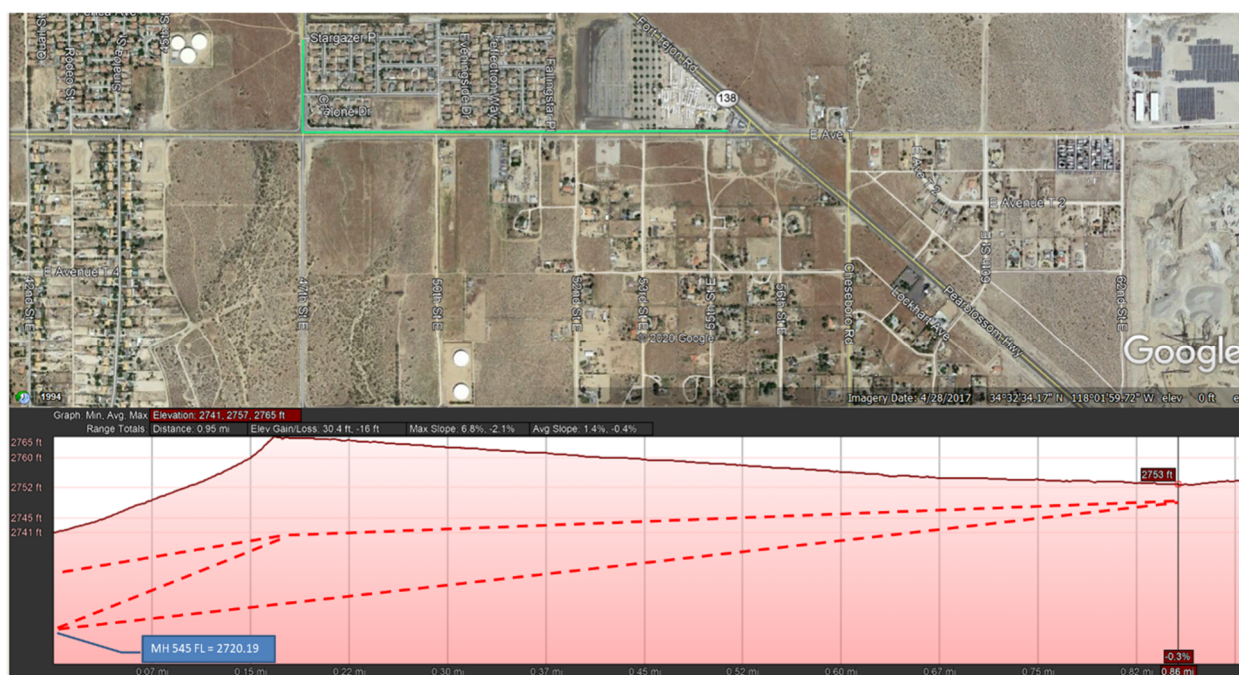 Stargazer P
Fort Tejon Rd
138
E Ave T
E Ave T 2
E Avenue T 2
E Avenue T 4
45th St E
47th St E
50th St E
52nd St E
55th St E
Cheseboro Rd
Lockhart Ave
Pearblossom Hwy
62nd St E
© 2020 Google
Google
1994
Imagery Date: 4/28/2017 34°32'34.17" N 118°01'59.72" W elev 0 ft e
Graph: Min, Avg, Max Elevation: 2741, 2757, 2765 ft
Range Totals: Distance: 0.95 mi Elev Gain/Loss: 30.4 ft, -16 ft Max Slope: 6.8%, -2.1% Avg Slope: 1.4%, -0.4%
2765 ft
2760 ft
2752 ft
2745 ft
2741 ft
2753 ft
MH 545 FL = 2720.19
-0.3%
0.07 mi 0.15 mi 0.22 mi 0.30 mi 0.37 mi 0.45 mi 0.52 mi 0.60 mi 0.67 mi 0.75 mi 0.82 mi 0.86 mi